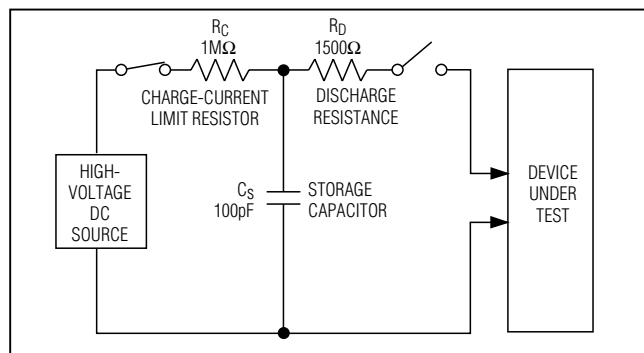 RC
1MΩ
CHARGE-CURRENT
LIMIT RESISTOR
RD
1500Ω
DISCHARGE
RESISTANCE
HIGH-
VOLTAGE
DC
SOURCE
CS
100pF
STORAGE
CAPACITOR
DEVICE
UNDER
TEST